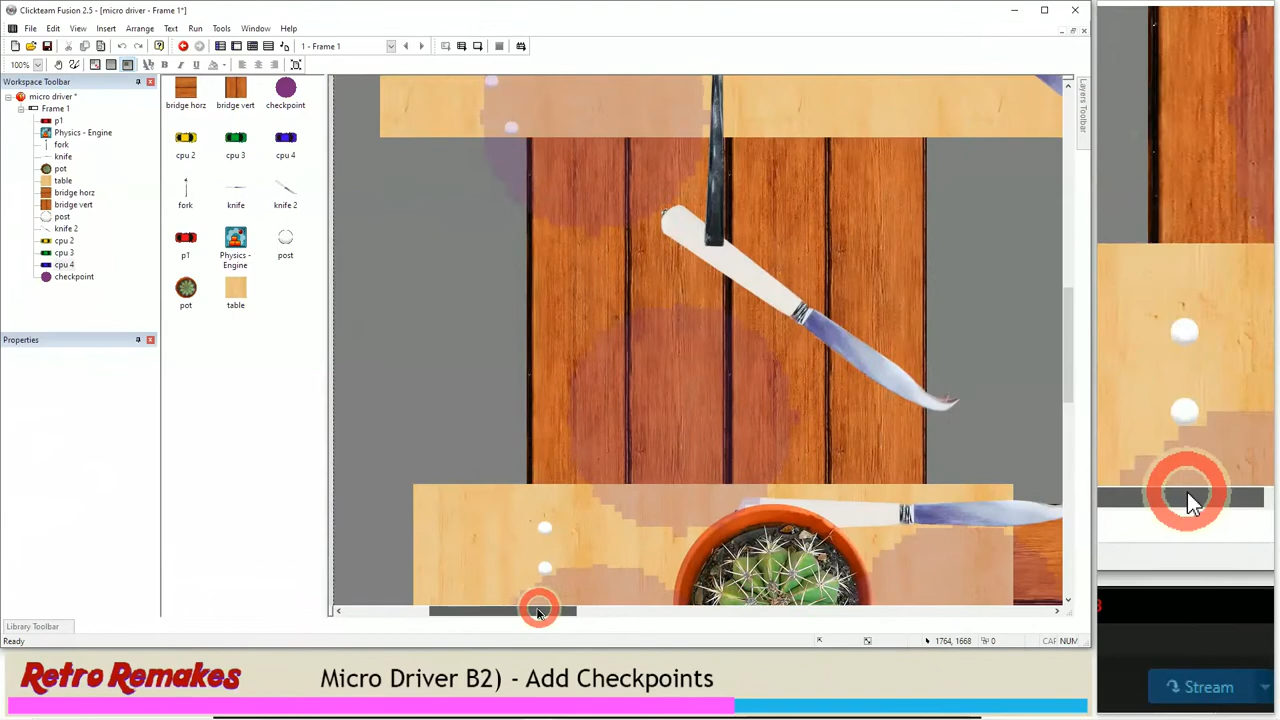 Clickteam Fusion 2.5 - [micro driver - Frame 1*]
File Edit View Insert Arrange Text Run Tools Window Help
1 - Frame 1
100%
B I U
Workspace Toolbar
micro driver *
Frame 1
p1
Physics - Engine
fork
knife
pot
table
bridge horz
bridge vert
post
knife 2
cpu 2
cpu 3
cpu 4
checkpoint
Properties
Library Toolbar
bridge horz bridge vert checkpoint
cpu 2 cpu 3 cpu 4
fork knife knife 2
p1 Physics - Engine post
pot table
Layers Toolbar
Ready
1764, 1668
0
CAF NUM
Stream
Retro Remakes
Micro Driver B2) - Add Checkpoints